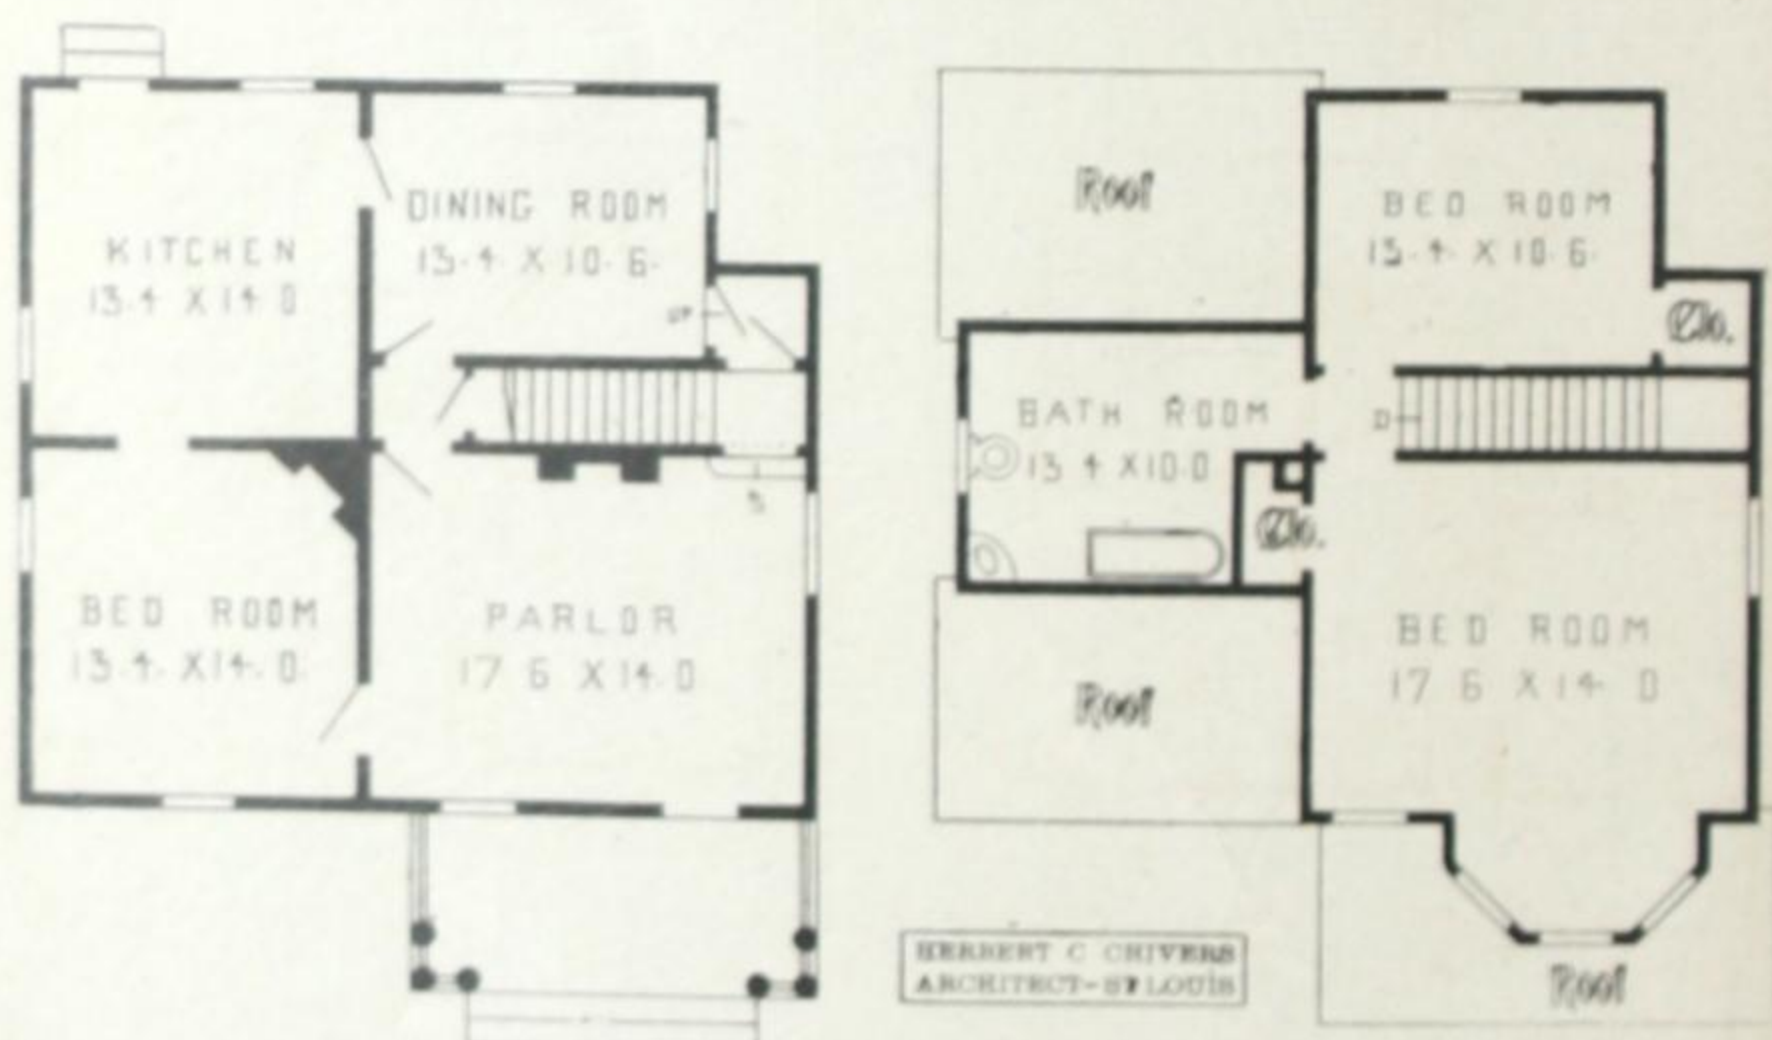 KITCHEN
13.4 X 14 0
DINING ROOM
13.4 X 10.6.
UP
BED ROOM
13.4. X 14.0.
PARLOR
17 6 X 14.0
Roof
BED ROOM
13.4. X 10.6.
Clo.
BATH ROOM
13 4 X 10.0
D
Clo.
BED ROOM
17 6 X 14 0
Roof
Roof
HERBERT C CHIVERS
ARCHITECT-ST LOUIS